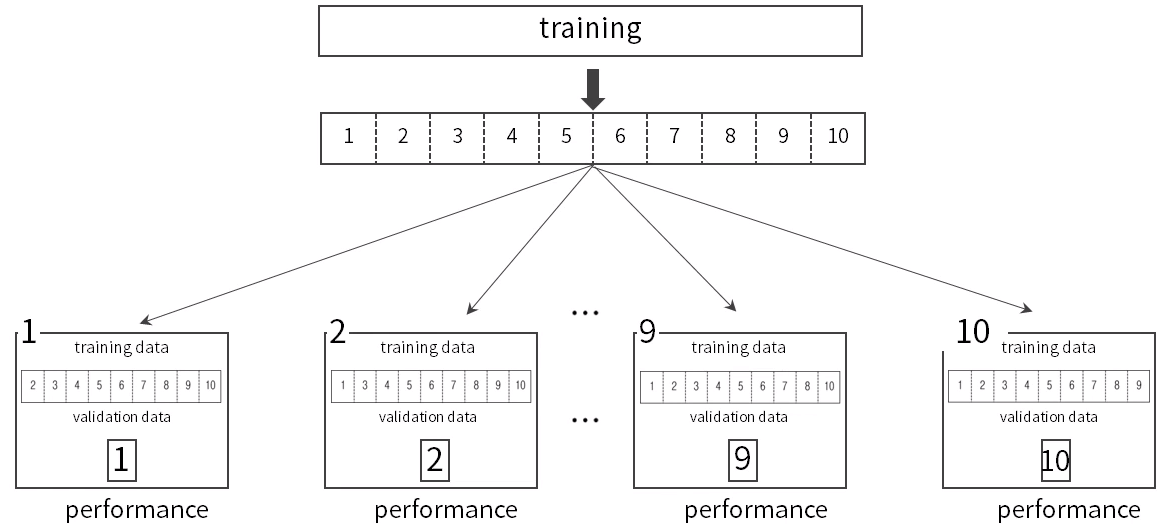 training
1 2 3 4 5 6 7 8 9 10
...
1 2 9 10
training data training data training data training data
2 3 4 5 6 7 8 9 10
1 3 4 5 6 7 8 9 10
1 2 3 4 5 6 7 8 10
1 2 3 4 5 6 7 8 9
validation data validation data ... validation data validation data
1 2 9 10
performance performance performance performance